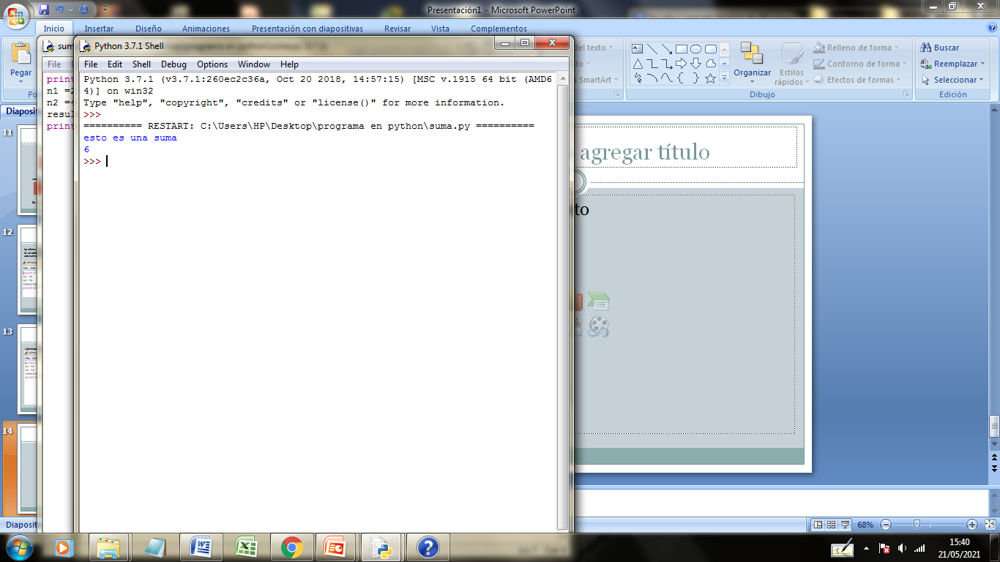 Presentación1 - Microsoft PowerPoint
Inicio
Insertar
Diseño
Animaciones
Presentación con diapositivas
Revisar
Vista
Complementos
Pegar
del texto
SmartArt
Organizar
Estilos
rápidos
Relleno de forma
Contorno de forma
Efectos de formas
Dibujo
Buscar
Reemplazar
Seleccionar
Edición
File
print
n1 =2
n2 =
resul
print
Python 3.7.1 Shell
File Edit Shell Debug Options Window Help
Python 3.7.1 (v3.7.1:260ec2c36a, Oct 20 2018, 14:57:15) [MSC v.1915 64 bit (AMD6
4)] on win32
Type "help", "copyright", "credits" or "license()" for more information.
>>>
========== RESTART: C:\Users\HP\Desktop\programa en python\suma.py ==========
esto es una suma
6
>>>
Diaposit
11
12
13
14
agregar título
to
Diaposit
68%
15:40
21/05/2021